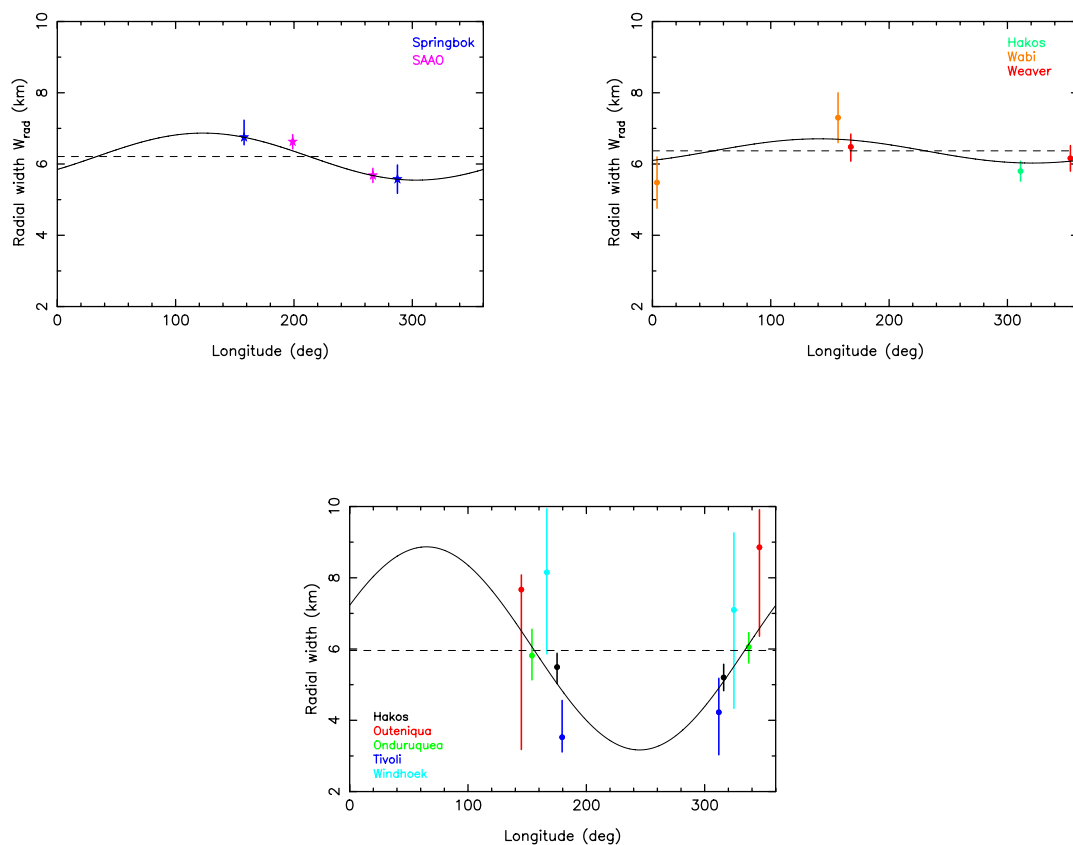 10
8
6
4
2
Radial width Wrad (km)
Springbok
SAAO
0 100 200 300
Longitude (deg)
10
8
6
4
2
Radial width Wrad (km)
Hakos
Wabi
Weaver
0 100 200 300
Longitude (deg)
10
8
6
4
2
Radial width (km)
Hakos
Outeniqua
Onduruquea
Tivoli
Windhoek
0 100 200 300
Longitude (deg)